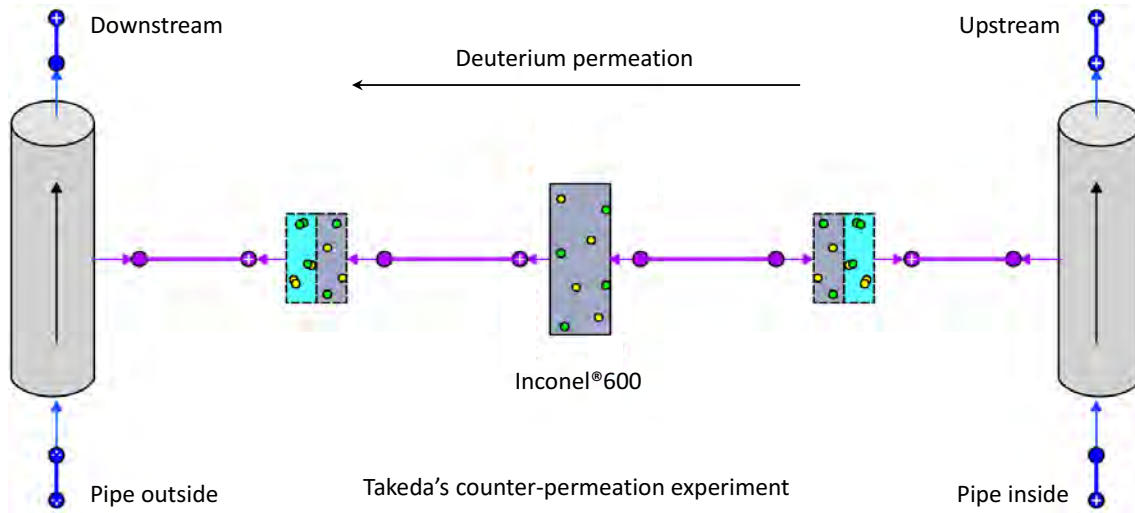 Downstream
Upstream
Deuterium permeation
Inconel®600
Pipe outside
Takeda's counter-permeation experiment
Pipe inside